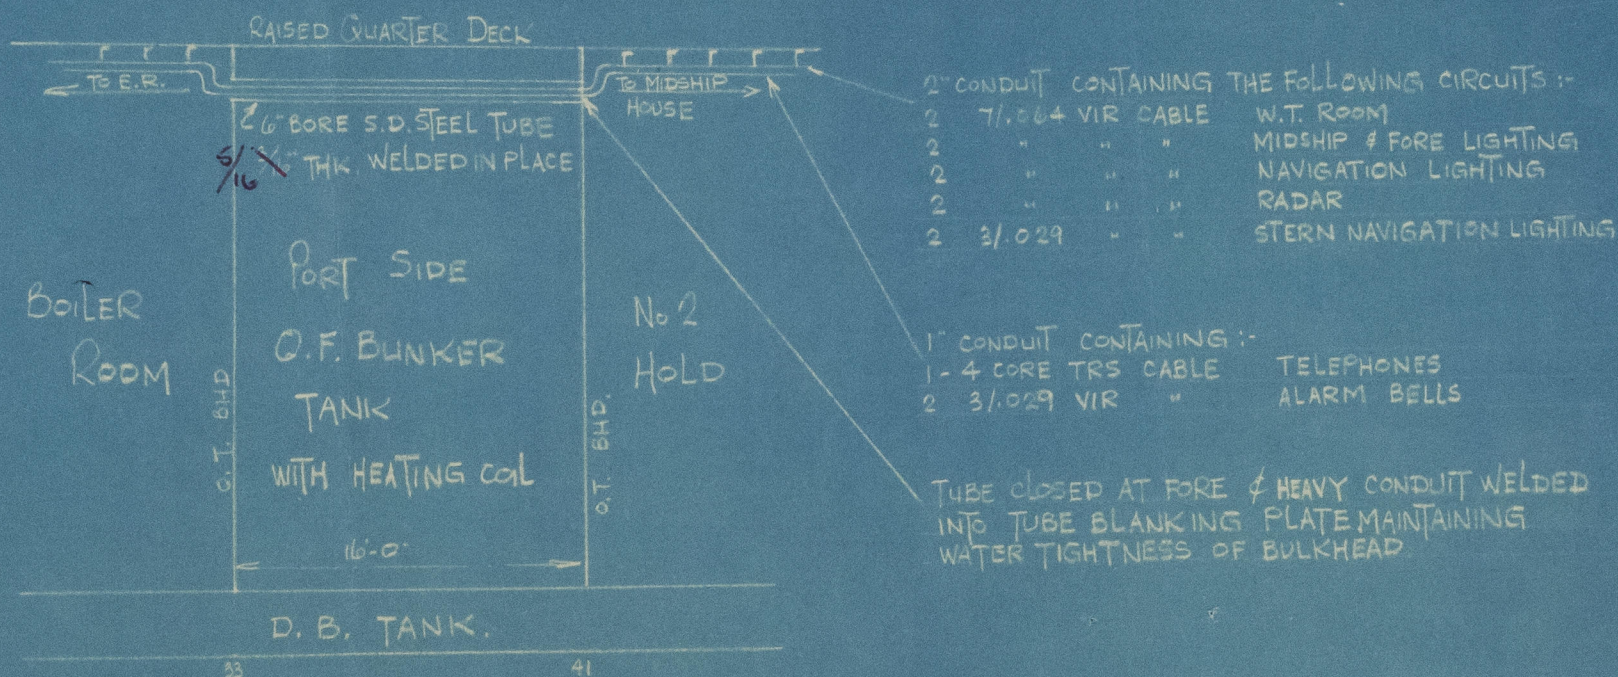 RAISED QUARTER DECK
TO E.R.
TO MIDSHIP
HOUSE
6" BORE S.D. STEEL TUBE
5/16 THK. WELDED IN PLACE
BOILER
ROOM
O.T. BHD
PORT SIDE
O.F. BUNKER
TANK
WITH HEATING COIL
O.T. BHD.
No 2
HOLD
16'-0"
D. B. TANK.
33 41
2" CONDUIT CONTAINING THE FOLLOWING CIRCUITS :-
2 7/.064 VIR CABLE W.T. ROOM
2 " " " MIDSHIP & FORE LIGHTING
2 " " " NAVIGATION LIGHTING
2 " " " RADAR
2 3/.029 " " STERN NAVIGATION LIGHTING
1" CONDUIT CONTAINING :-
1 - 4 CORE TRS CABLE TELEPHONES
2 3/.029 VIR " ALARM BELLS
TUBE CLOSED AT FORE & HEAVY CONDUIT WELDED
INTO TUBE BLANKING PLATE MAINTAINING
WATER TIGHTNESS OF BULKHEAD